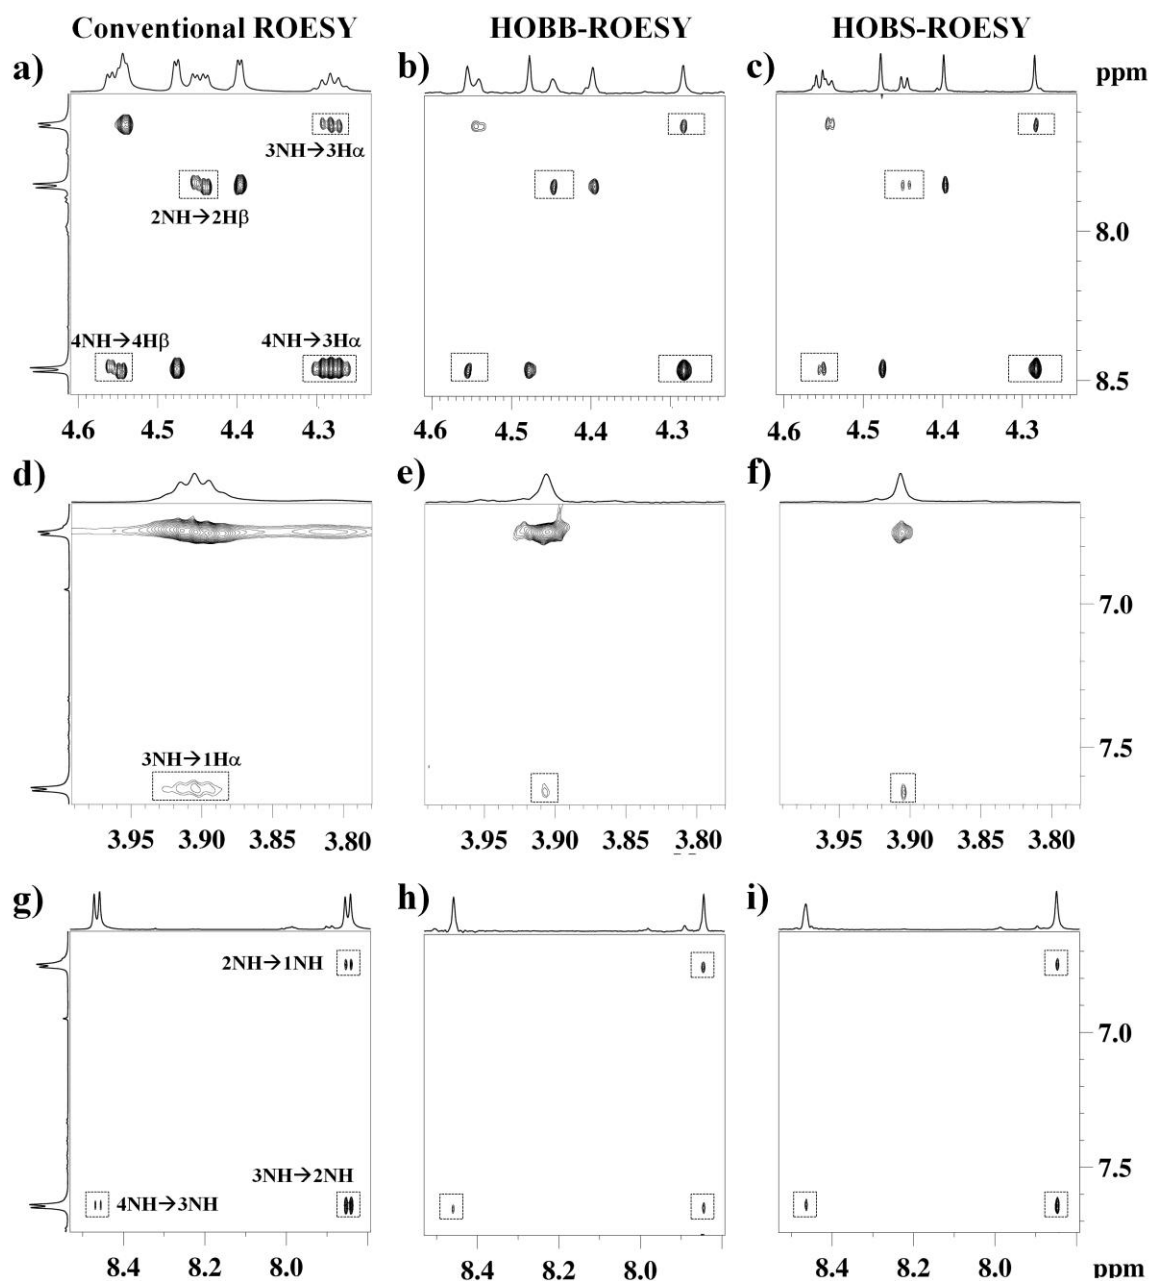 Conventional ROESY HOBB-ROESY HOBS-ROESY
a) b) c) ppm
3NH→3Hα
2NH→2Hβ
8.0
4NH→4Hβ 4NH→3Hα
8.5
4.6 4.5 4.4 4.3 4.6 4.5 4.4 4.3 4.6 4.5 4.4 4.3
d) e) f)
7.0
7.5
3NH→1Hα
3.95 3.90 3.85 3.80 3.95 3.90 3.85 3.80 3.95 3.90 3.85 3.80
g) h) i)
2NH→1NH
7.0
7.5
3NH→2NH
4NH→3NH
8.4 8.2 8.0 8.4 8.2 8.0 8.4 8.2 8.0 ppm